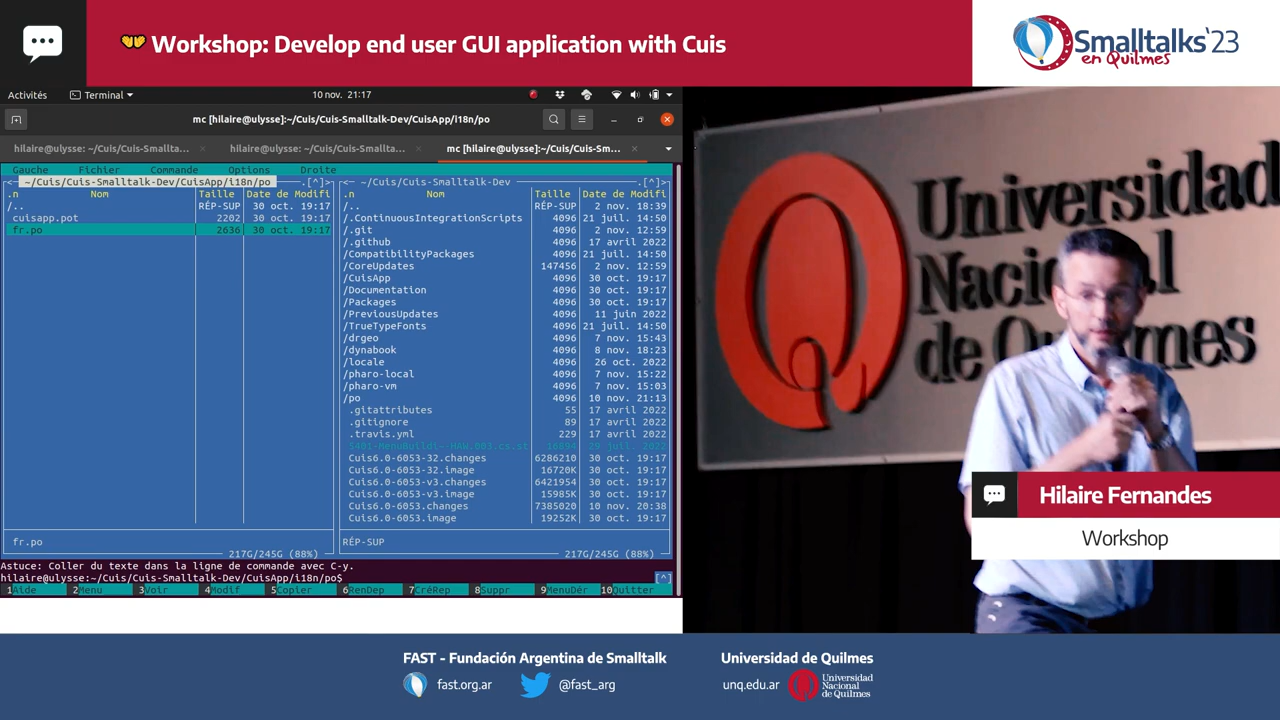 Workshop: Develop end user GUI application with Cuis
Smalltalks'23
en Quilmes
Activités
Terminal
10 nov. 21:17
mc [hilaire@ulysse]:~/Cuis/Cuis-Smalltalk-Dev/CuisApp/i18n/po
hilaire@ulysse: ~/Cuis/Cuis-Smallta...
hilaire@ulysse: ~/Cuis/Cuis-Smallta...
mc [hilaire@ulysse]:~/Cuis/Cuis-Sm...
Gauche Fichier Commande Options Droite
~/Cuis/Cuis-Smalltalk-Dev/CuisApp/i18n/po .[^]>
.n Nom Taille Date de Modifi
/.. RÉP-SUP 30 oct. 19:17
cuisapp.pot 2202 30 oct. 19:17
fr.po 2636 30 oct. 19:17
fr.po
217G/245G (88%)
~/Cuis/Cuis-Smalltalk-Dev .[^]>
.n Nom Taille Date de Modifi
/.. RÉP-SUP 2 nov. 18:39
/.ContinuousIntegrationScripts 4096 21 juil. 14:50
/.git 4096 2 nov. 12:59
/.github 4096 17 avril 2022
/CompatibilityPackages 4096 21 juil. 14:50
/CoreUpdates 147456 2 nov. 12:59
/CuisApp 4096 30 oct. 19:17
/Documentation 4096 30 oct. 19:17
/Packages 4096 30 oct. 19:17
/PreviousUpdates 4096 11 juin 2022
/TrueTypeFonts 4096 21 juil. 14:50
/drgeo 4096 7 nov. 15:43
/dynabook 4096 8 nov. 18:23
/locale 4096 26 oct. 2022
/pharo-local 4096 7 nov. 15:22
/pharo-vm 4096 7 nov. 15:03
/po 4096 10 nov. 21:13
.gitattributes 55 17 avril 2022
.gitignore 89 17 avril 2022
.travis.yml 229 17 avril 2022
Cuis6.0-6053-32.changes 6286210 30 oct. 19:17
Cuis6.0-6053-32.image 16720K 30 oct. 19:17
Cuis6.0-6053-v3.changes 6421954 30 oct. 19:17
Cuis6.0-6053-v3.image 15985K 30 oct. 19:17
Cuis6.0-6053.changes 7385020 10 nov. 20:38
Cuis6.0-6053.image 19252K 30 oct. 19:17
RÉP-SUP
217G/245G (88%)
Astuce: Coller du texte dans la ligne de commande avec C-y.
hilaire@ulysse:~/Cuis/Cuis-Smalltalk-Dev/CuisApp/i18n/po$ [^]
1Aide 2Menu 3Voir 4Modif 5Copier 6RenDép 7CréRép 8Suppr 9MenuDér 10Quitter
Universidad
Nacional
de Quilmes
Hilaire Fernandes
Workshop
FAST - Fundación Argentina de Smalltalk
fast.org.ar
@fast_arg
Universidad de Quilmes
unq.edu.ar
Universidad
Nacional
de Quilmes